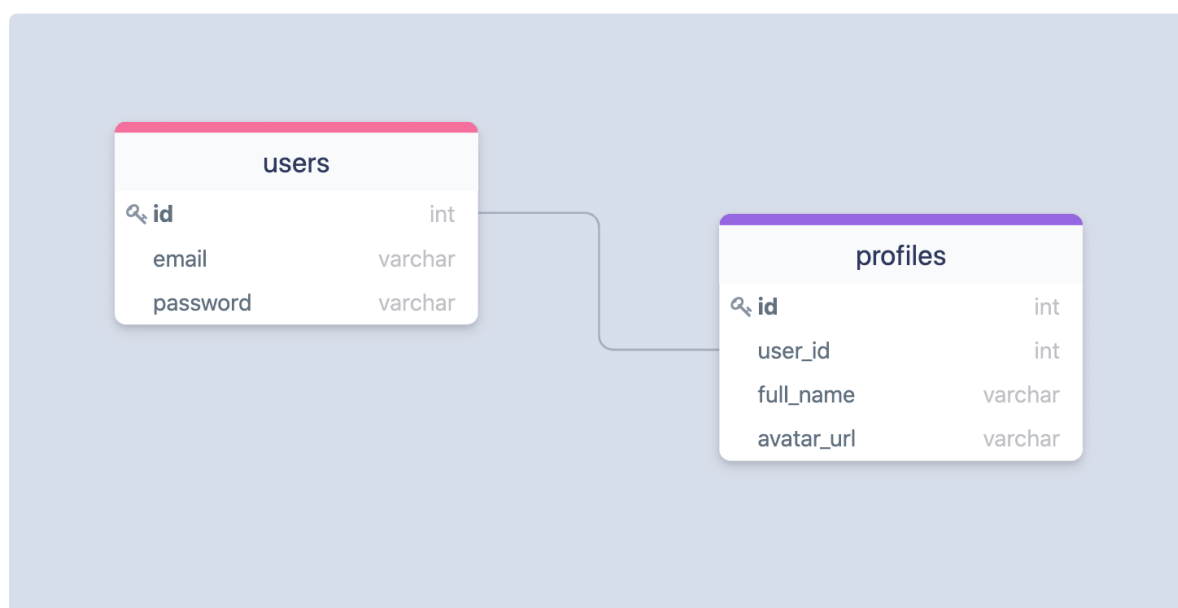 users
id int
email varchar
password varchar
profiles
id int
user_id int
full_name varchar
avatar_url varchar